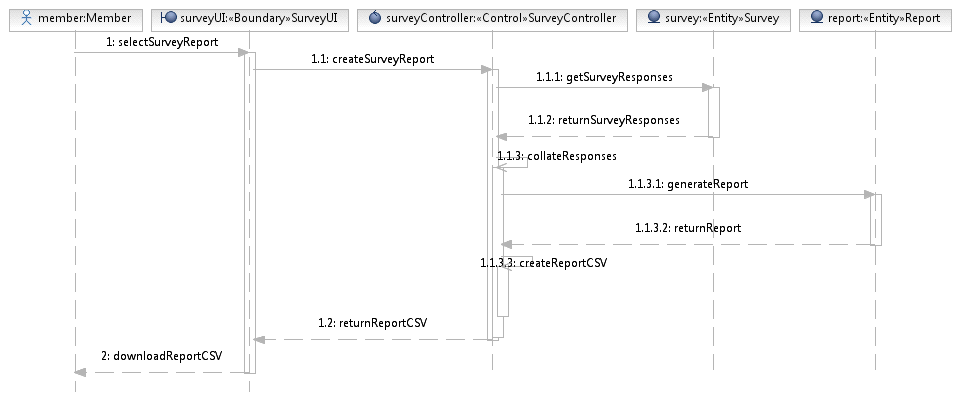 member:Member
surveyUI:«Boundary»SurveyUI
surveyController:«Control»SurveyController
survey:«Entity»Survey
report:«Entity»Report
1: selectSurveyReport
1.1: createSurveyReport
1.1.1: getSurveyResponses
1.1.2: returnSurveyResponses
1.1.3: collateResponses
1.1.3.1: generateReport
1.1.3.2: returnReport
1.1.3.3: createReportCSV
1.2: returnReportCSV
2: downloadReportCSV